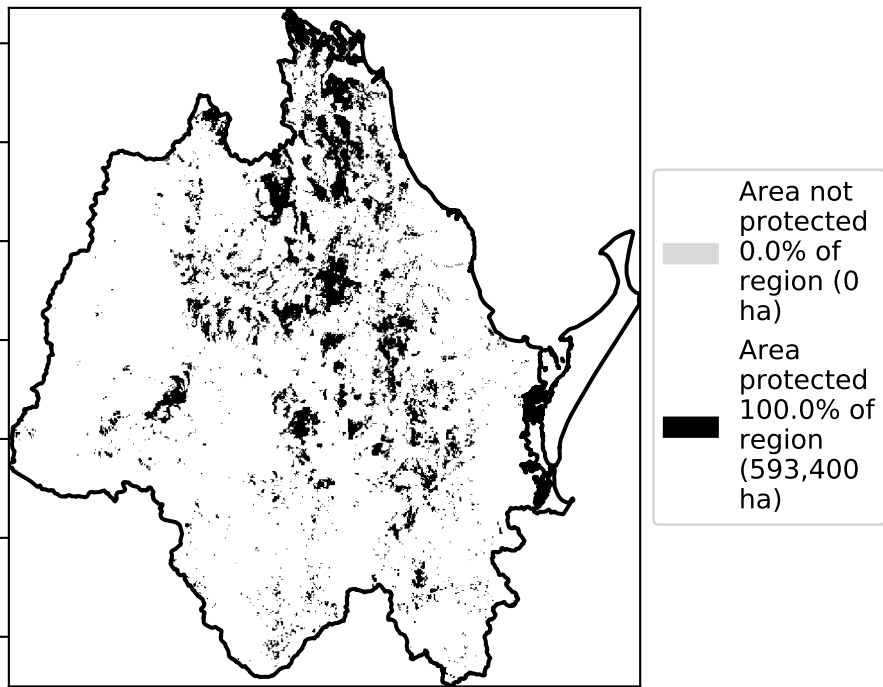 Area not
protected
0.0% of
region (0
ha)
Area
protected
100.0% of
region
(593,400
ha)